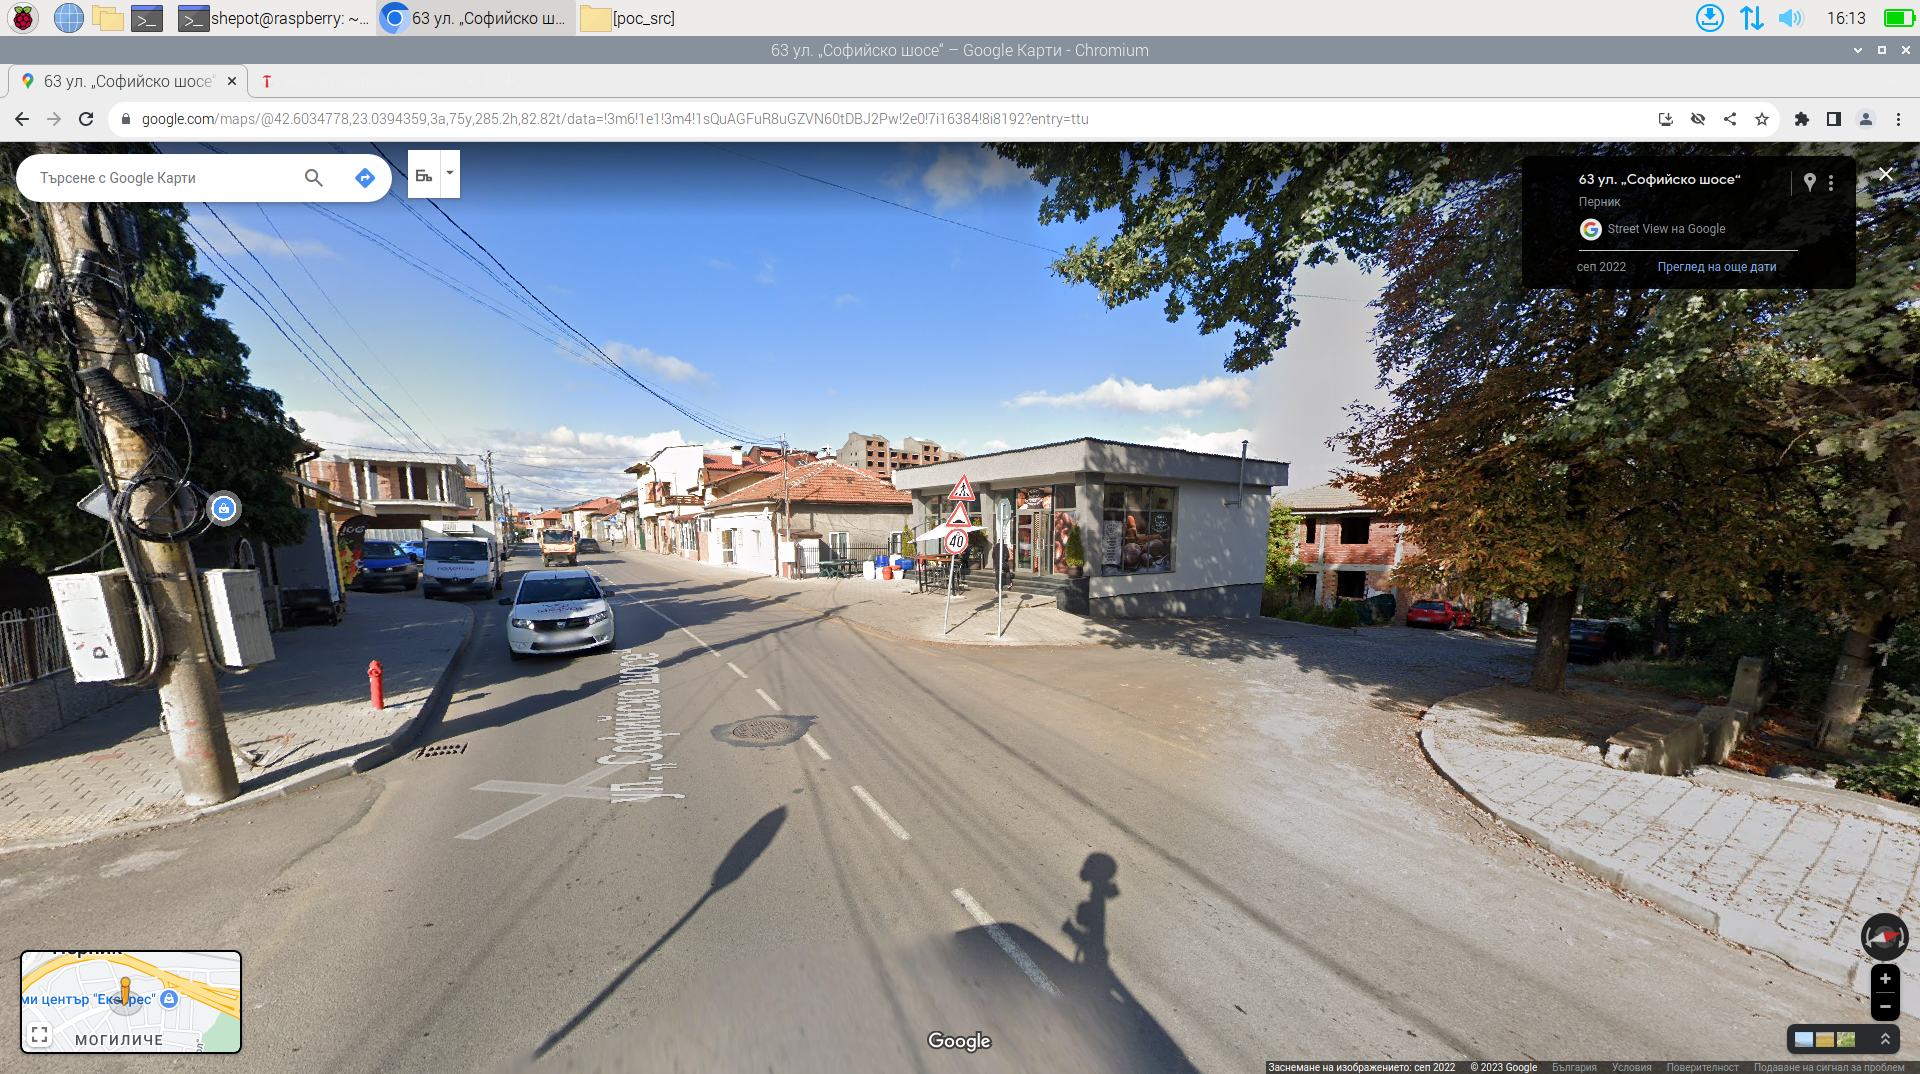 shepot@raspberry: ~...
63 ул. „Софийско ш...
[poc_src]
16:13
63 ул. „Софийско шосе“ – Google Карти - Chromium
63 ул. „Софийско шосе“
google.com/maps/@42.6034778,23.0394359,3a,75y,285.2h,82.82t/data=!3m6!1e1!3m4!1sQuAGFuR8uGZVN60tDBJ2Pw!2e0!7i16384!8i8192?entry=ttu
Търсене с Google Карти
Бъ
63 ул. „Софийско шосе“
Перник
Street View на Google
сеп 2022
Преглед на още дати
40
ул. „Софийско шосе“
Перник
ми център "Екпрес"
МОГИЛИЧЕ
Google
Заснемане на изображението: сеп 2022
© 2023 Google
България
Условия
Поверителност
Подаване на сигнал за проблем